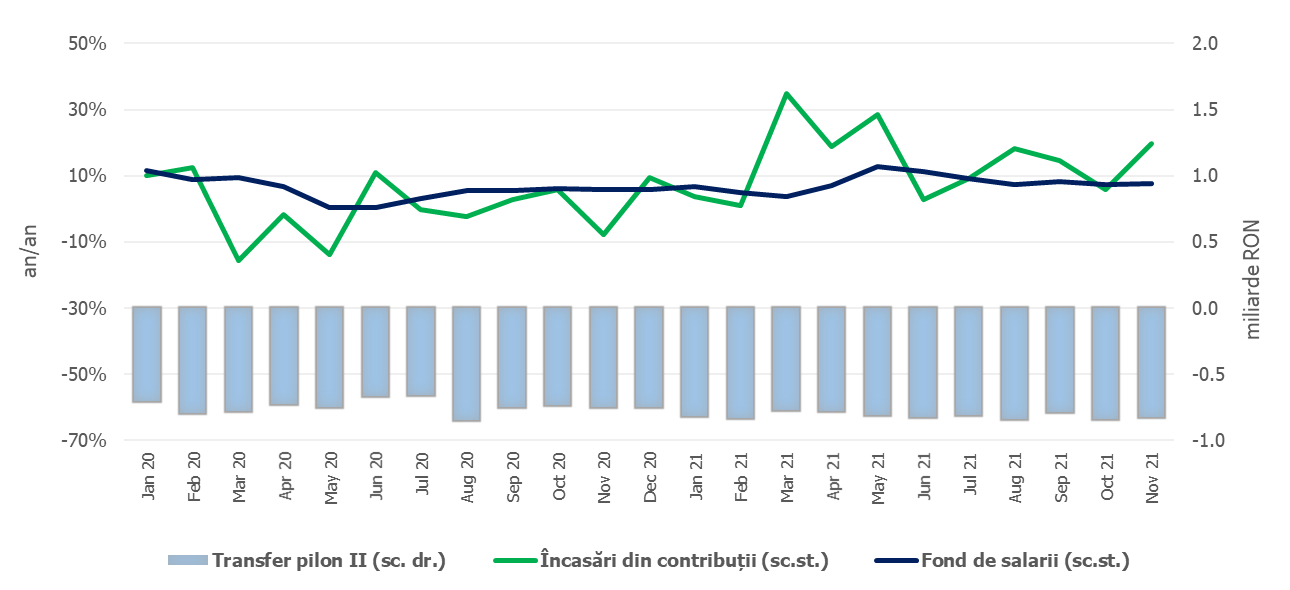 50%
30%
10%
-10%
-30%
-50%
-70%
an/an
2.0
1.5
1.0
0.5
0.0
-0.5
-1.0
miliarde RON
Jan 20
Feb 20
Mar 20
Apr 20
May 20
Jun 20
Jul 20
Aug 20
Sep 20
Oct 20
Nov 20
Dec 20
Jan 21
Feb 21
Mar 21
Apr 21
May 21
Jun 21
Jul 21
Aug 21
Sep 21
Oct 21
Nov 21
Transfer pilon II (sc. dr.)
Încasări din contribuții (sc.st.)
Fond de salarii (sc.st.)